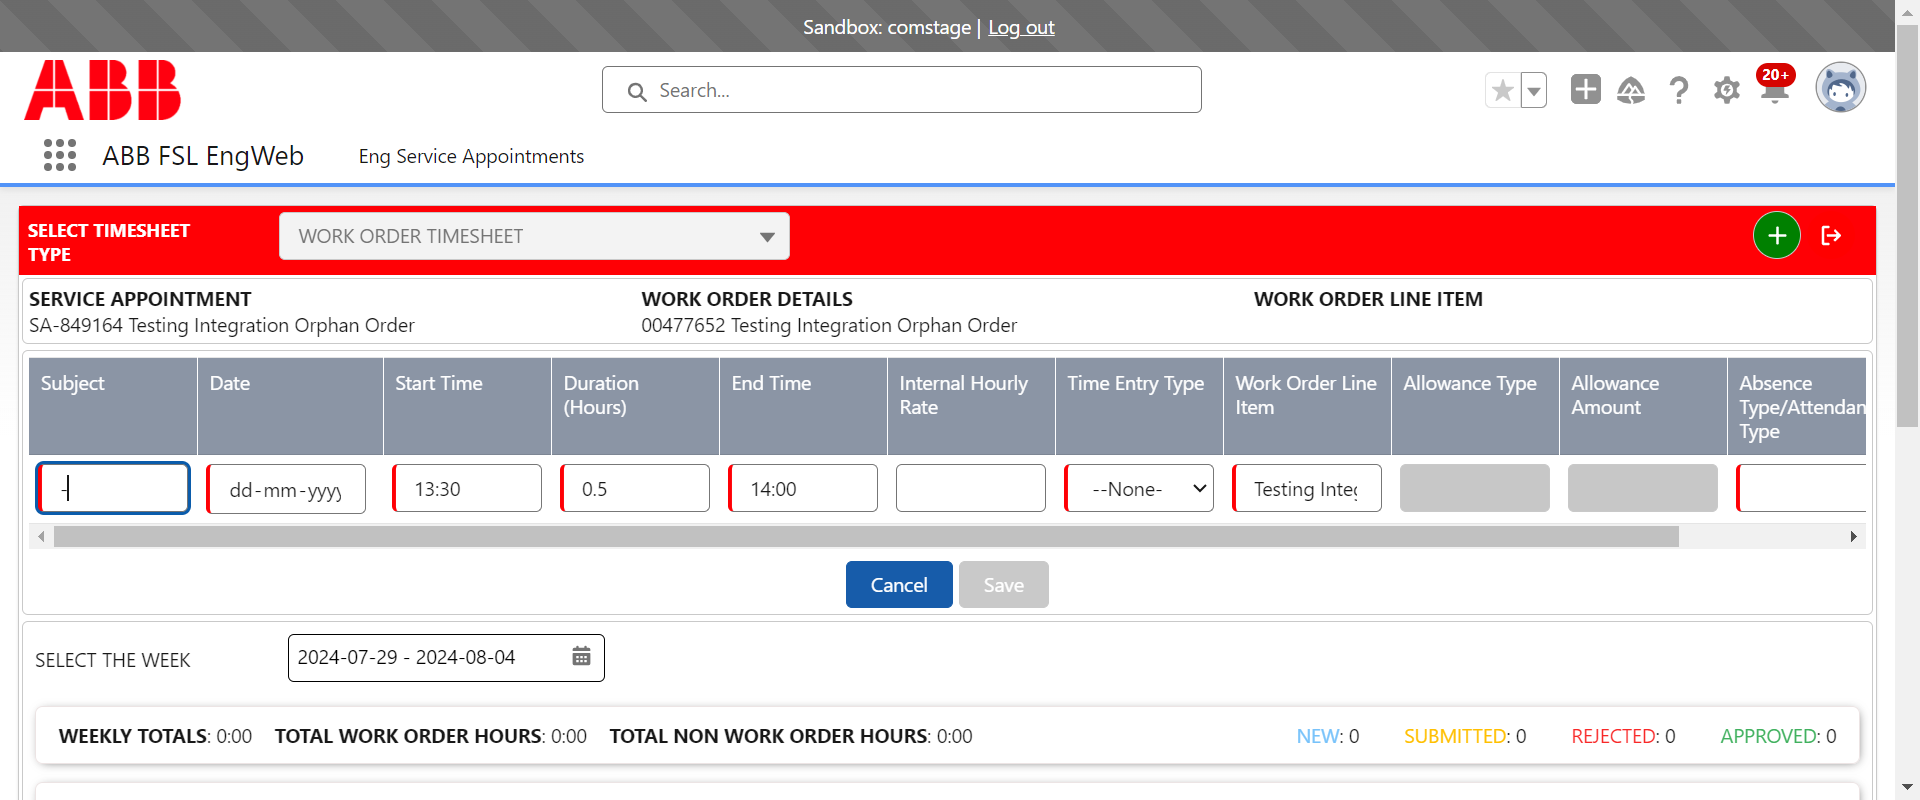 Sandbox: comstage | Log out
ABB
Search...
20+
ABB FSL EngWeb
Eng Service Appointments
SELECT TIMESHEET
TYPE
WORK ORDER TIMESHEET
SERVICE APPOINTMENT
SA-849164 Testing Integration Orphan Order
WORK ORDER DETAILS
00477652 Testing Integration Orphan Order
WORK ORDER LINE ITEM
Subject
Date
Start Time
Duration
(Hours)
End Time
Internal Hourly
Rate
Time Entry Type
Work Order Line
Item
Allowance Type
Allowance
Amount
Absence
Type/Attendan
Type
-
dd-mm-yyyy
13:30
0.5
14:00
--None-
Testing Integ
Cancel
Save
SELECT THE WEEK
2024-07-29 - 2024-08-04
WEEKLY TOTALS: 0:00 TOTAL WORK ORDER HOURS: 0:00 TOTAL NON WORK ORDER HOURS: 0:00
NEW: 0 SUBMITTED: 0 REJECTED: 0 APPROVED: 0